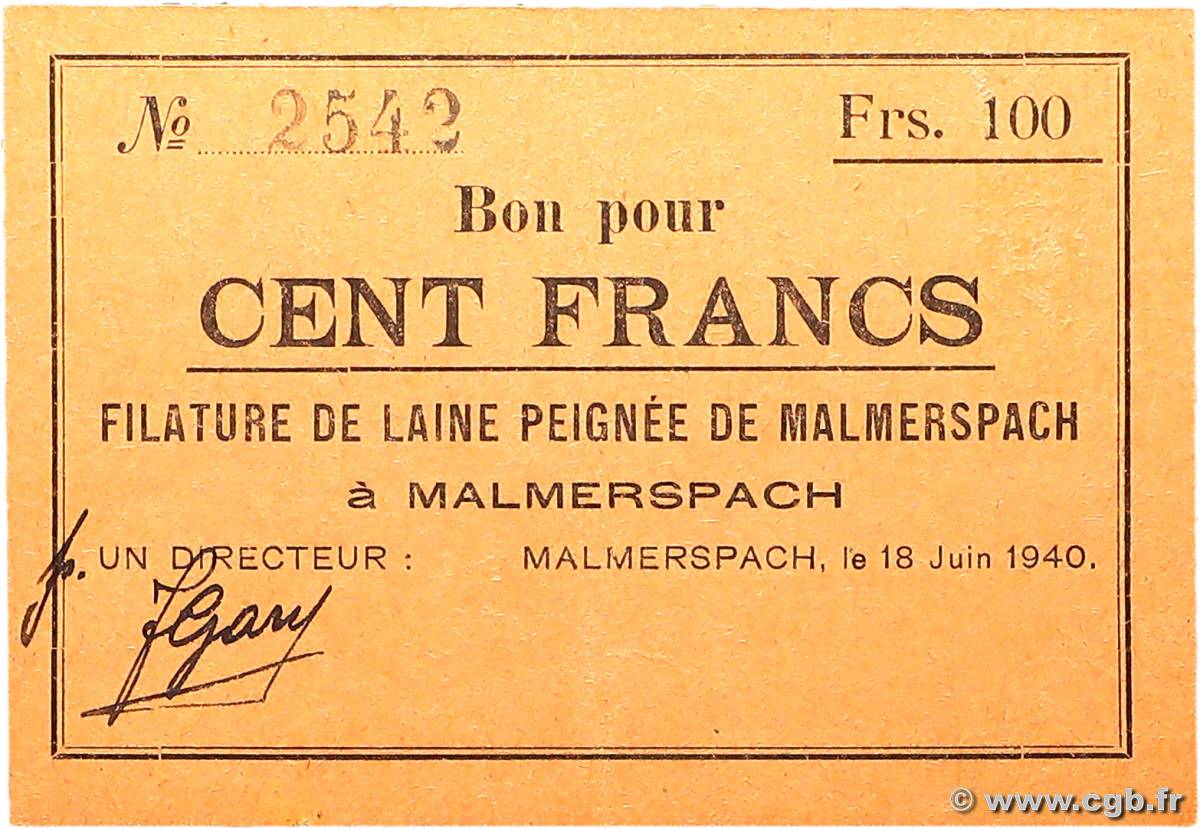 № 2542 Frs. 100
Bon pour
CENT FRANCS
FILATURE DE LAINE PEIGNÉE DE MALMERSPACH
à MALMERSPACH
p. UN DIRECTEUR : MALMERSPACH, le 18 Juin 1940.
© www.cgb.fr